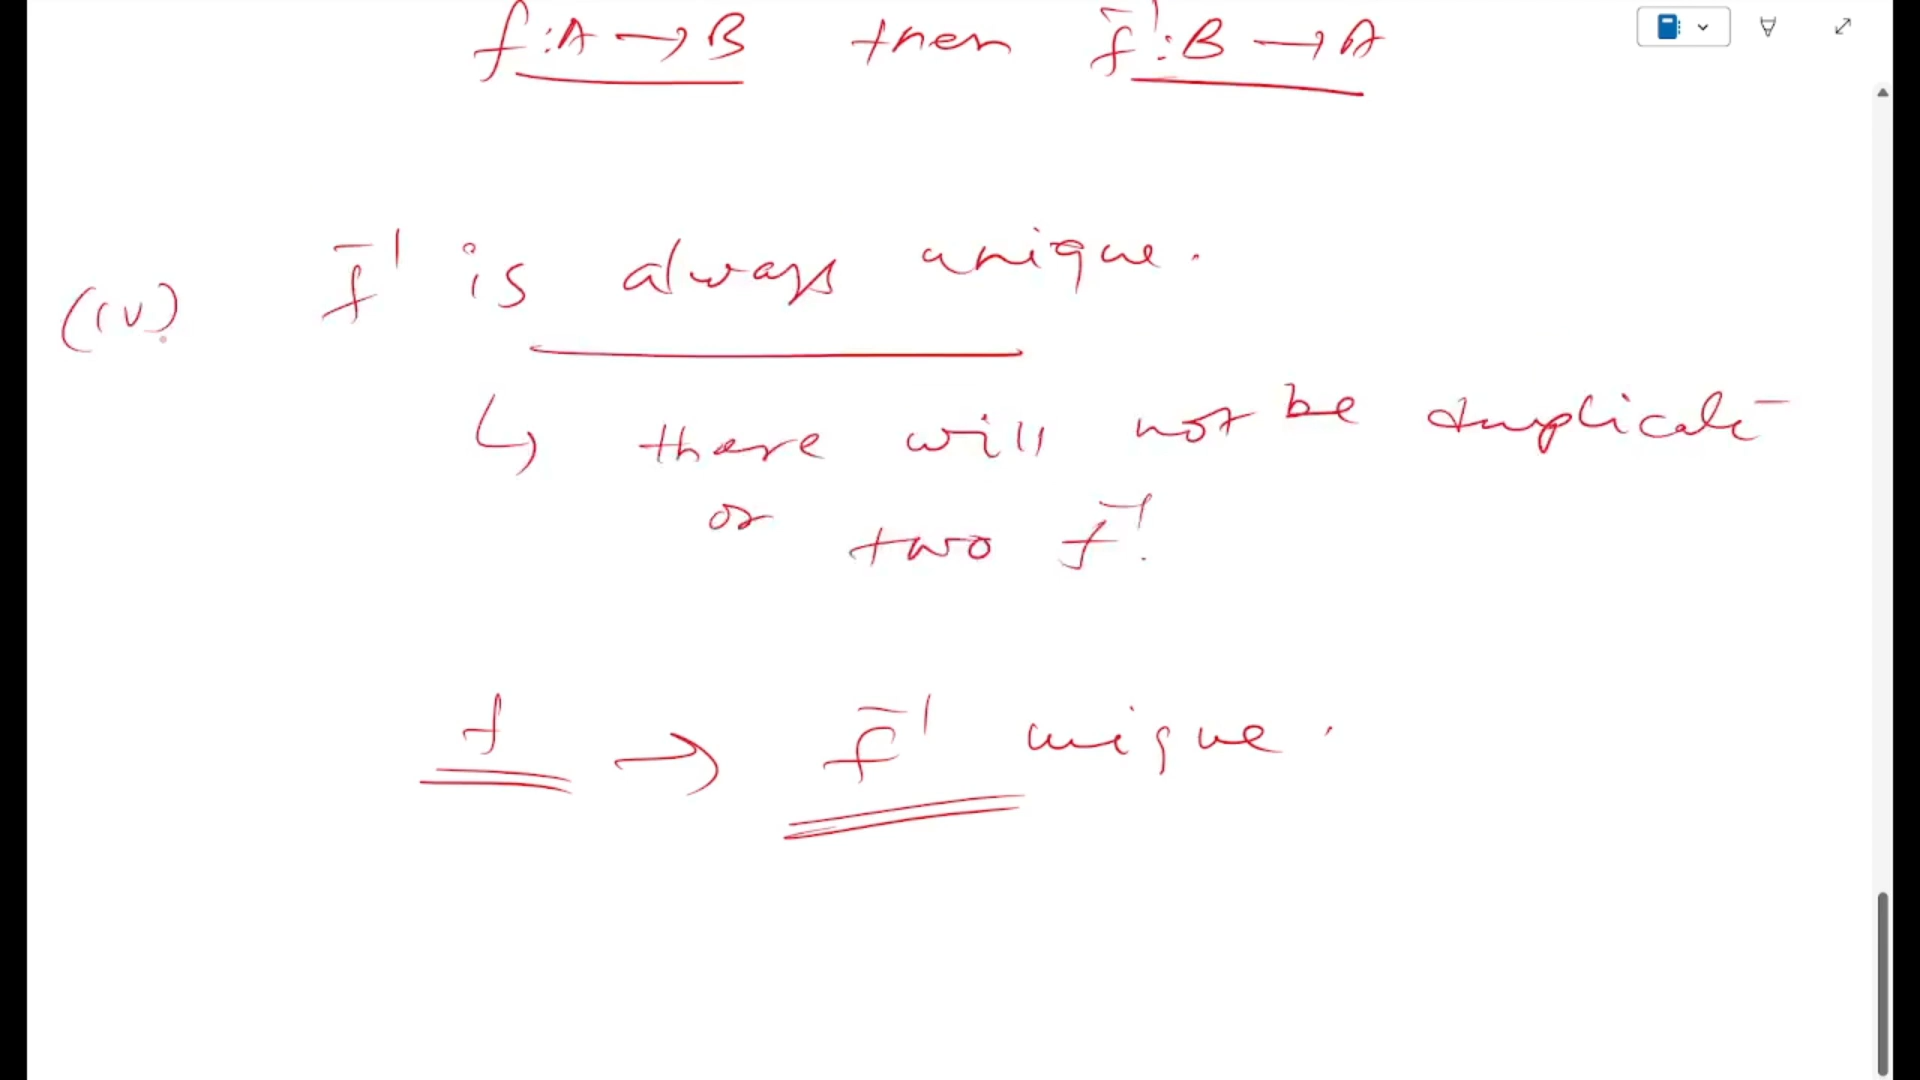 f : A → B then f⁻¹ : B → A
(iv) f⁻¹ is always unique.
↳ there will not be duplicate
or two f⁻¹.
f → f⁻¹ unique.